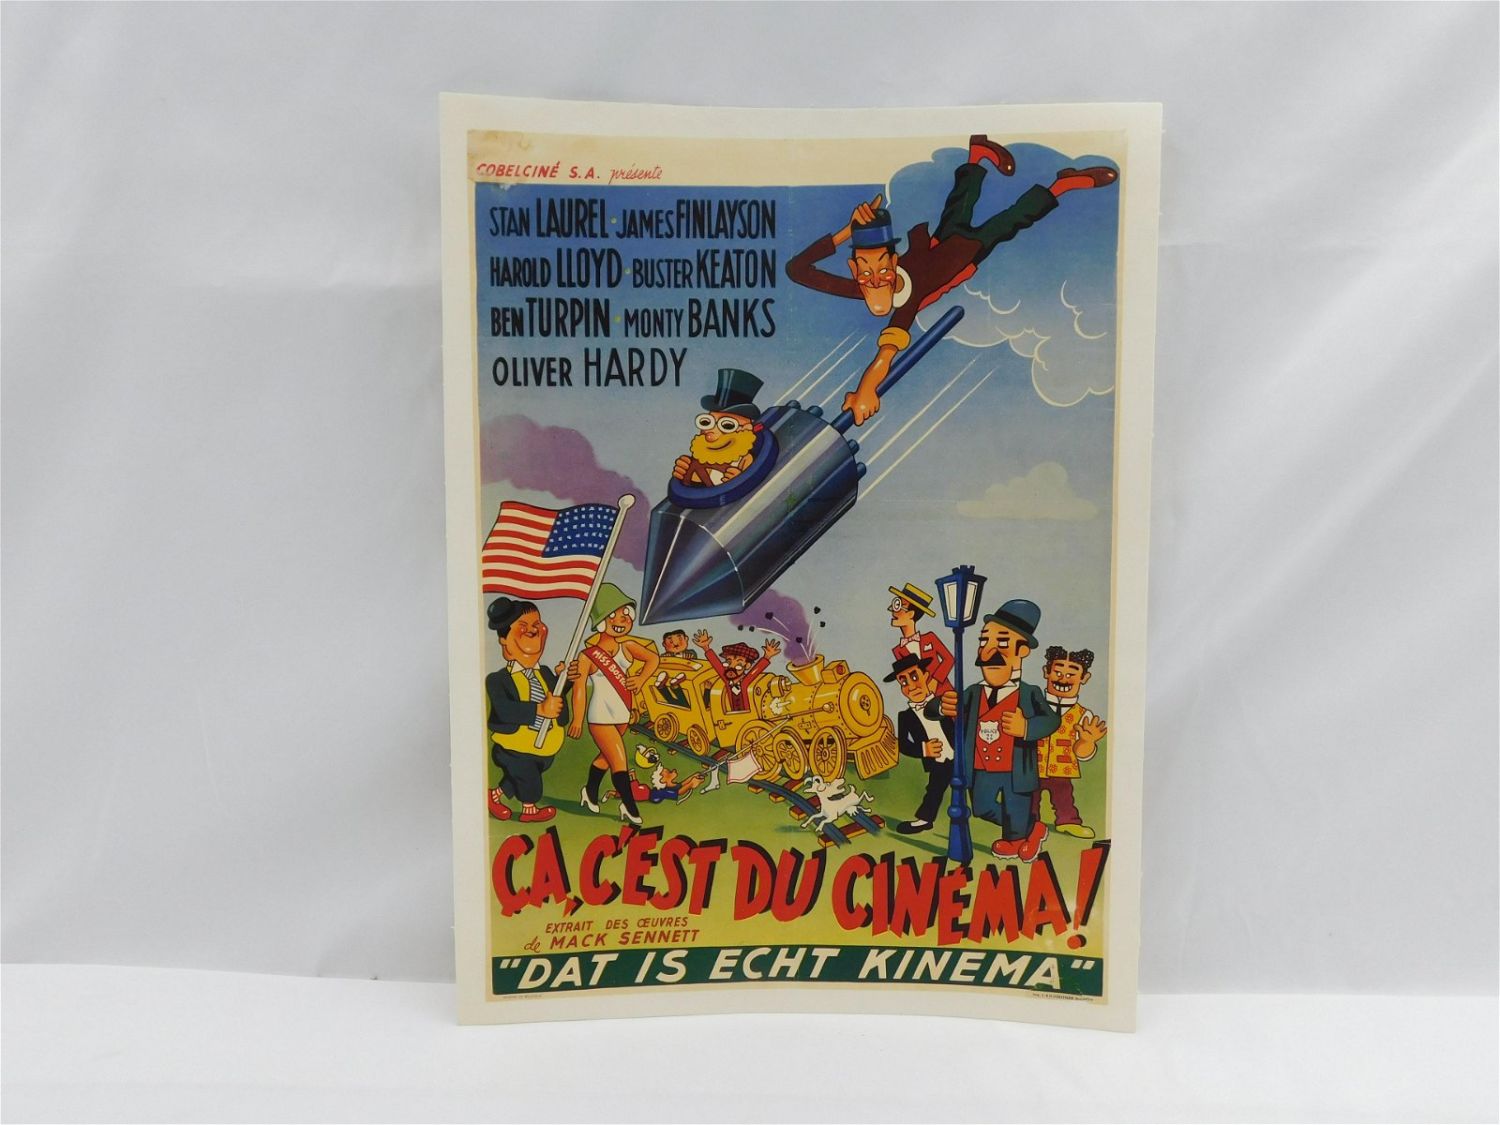 COBELCINÉ S.A. présente
STAN LAUREL · JAMES FINLAYSON
HAROLD LLOYD · BUSTER KEATON
BEN TURPIN · MONTY BANKS
OLIVER HARDY
MISS
POLICE
ÇA, C'EST DU CINÉMA!
EXTRAIT DES ŒUVRES
de MACK SENNETT
"DAT IS ECHT KINEMA"